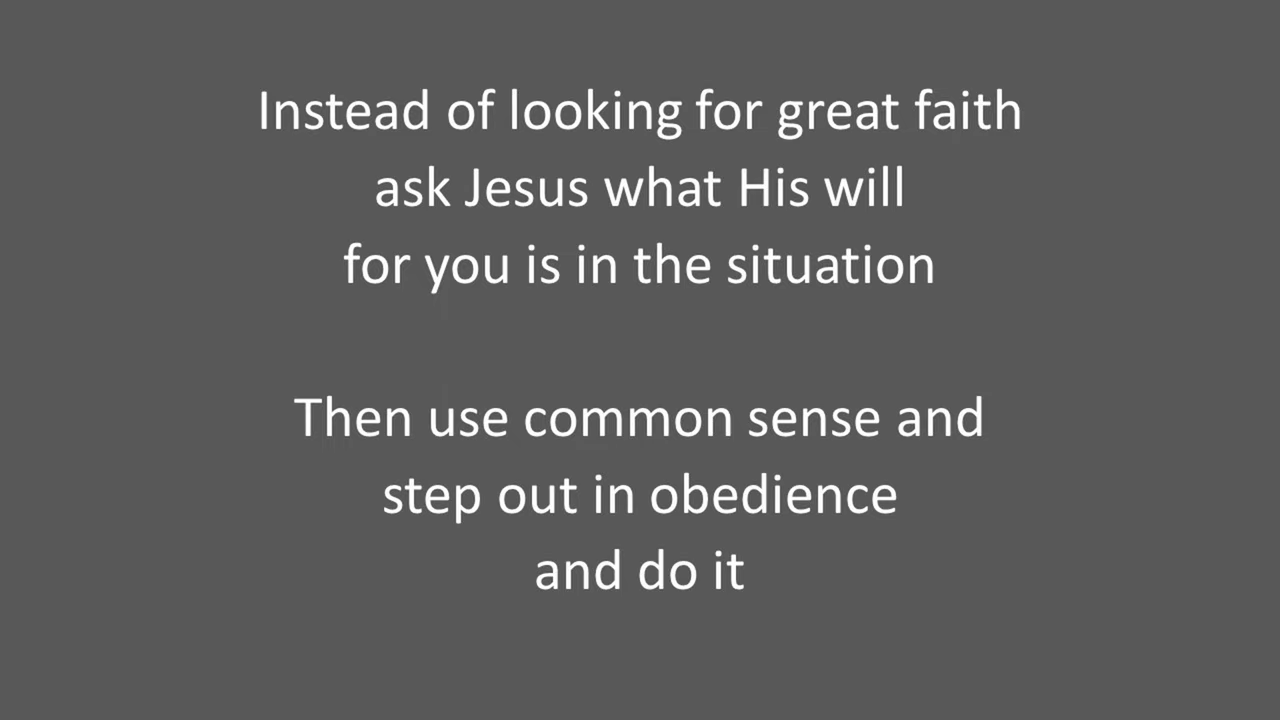 Instead of looking for great faith
ask Jesus what His will
for you is in the situation
Then use common sense and
step out in obedience
and do it